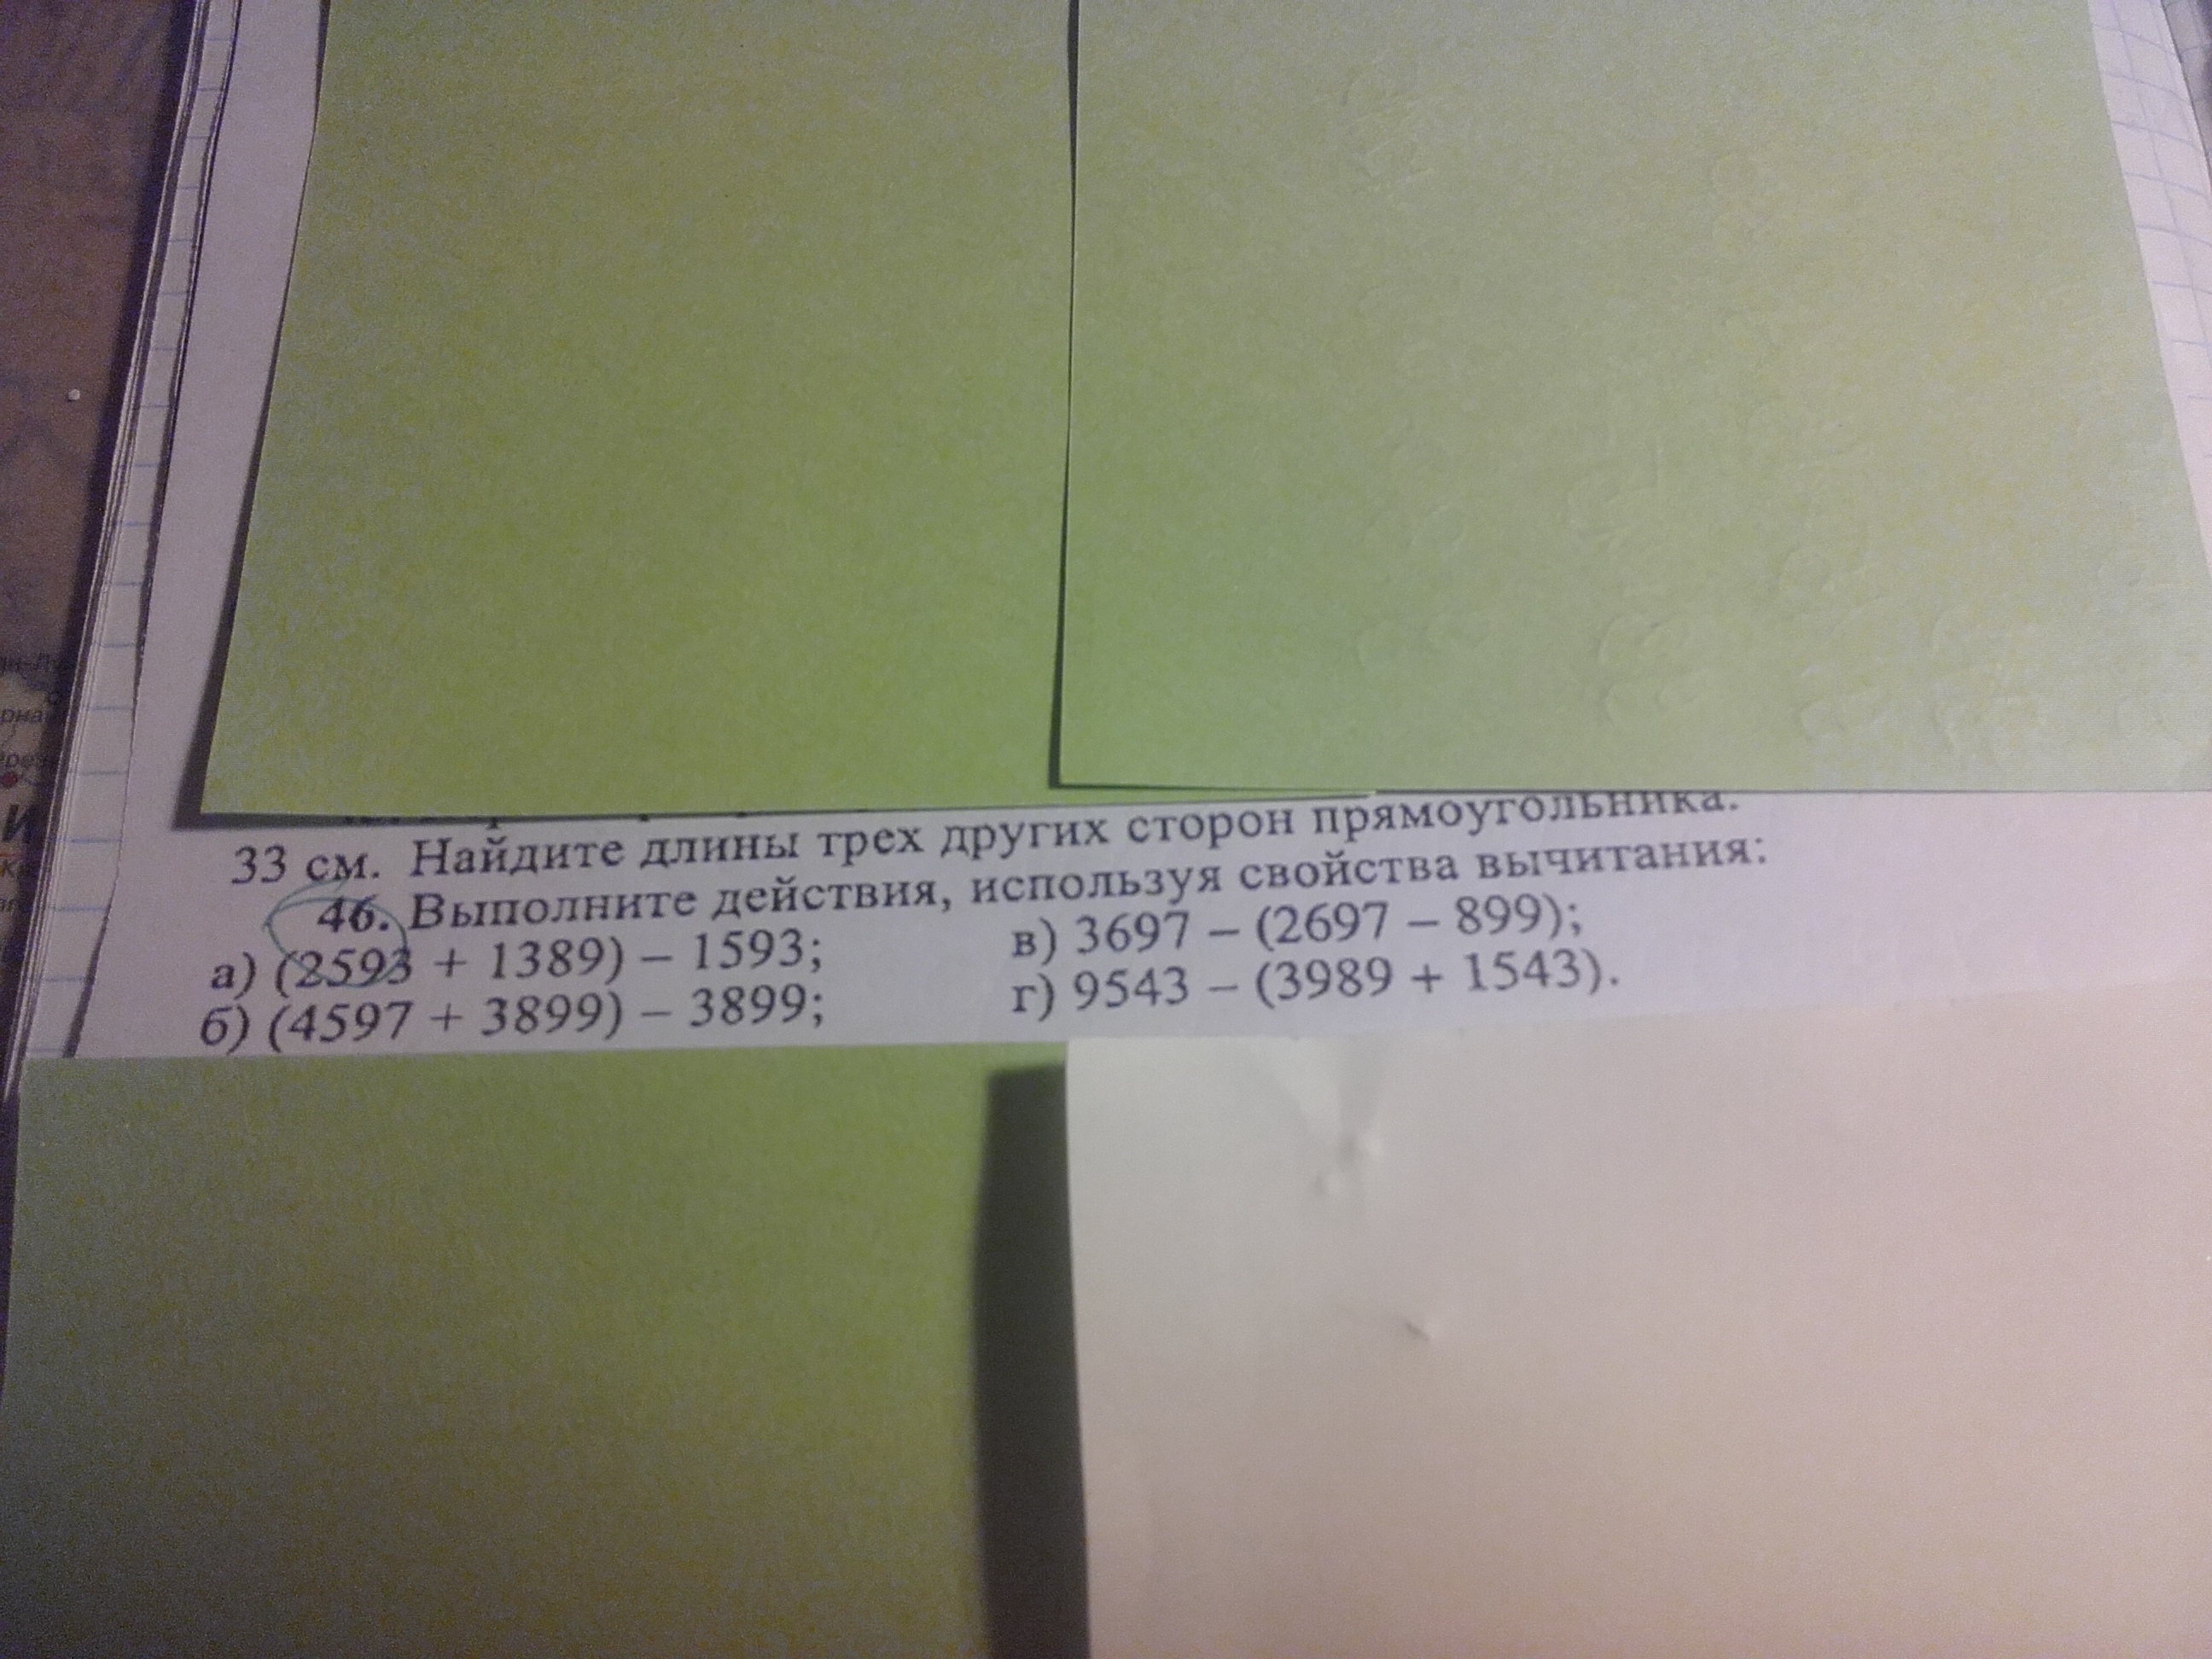 33 см. Найдите длины трех других сторон прямоугольника.
46. Выполните действия, используя свойства вычитания:
а) (2593 + 1389) – 1593; в) 3697 – (2697 – 899);
б) (4597 + 3899) – 3899; г) 9543 – (3989 + 1543).